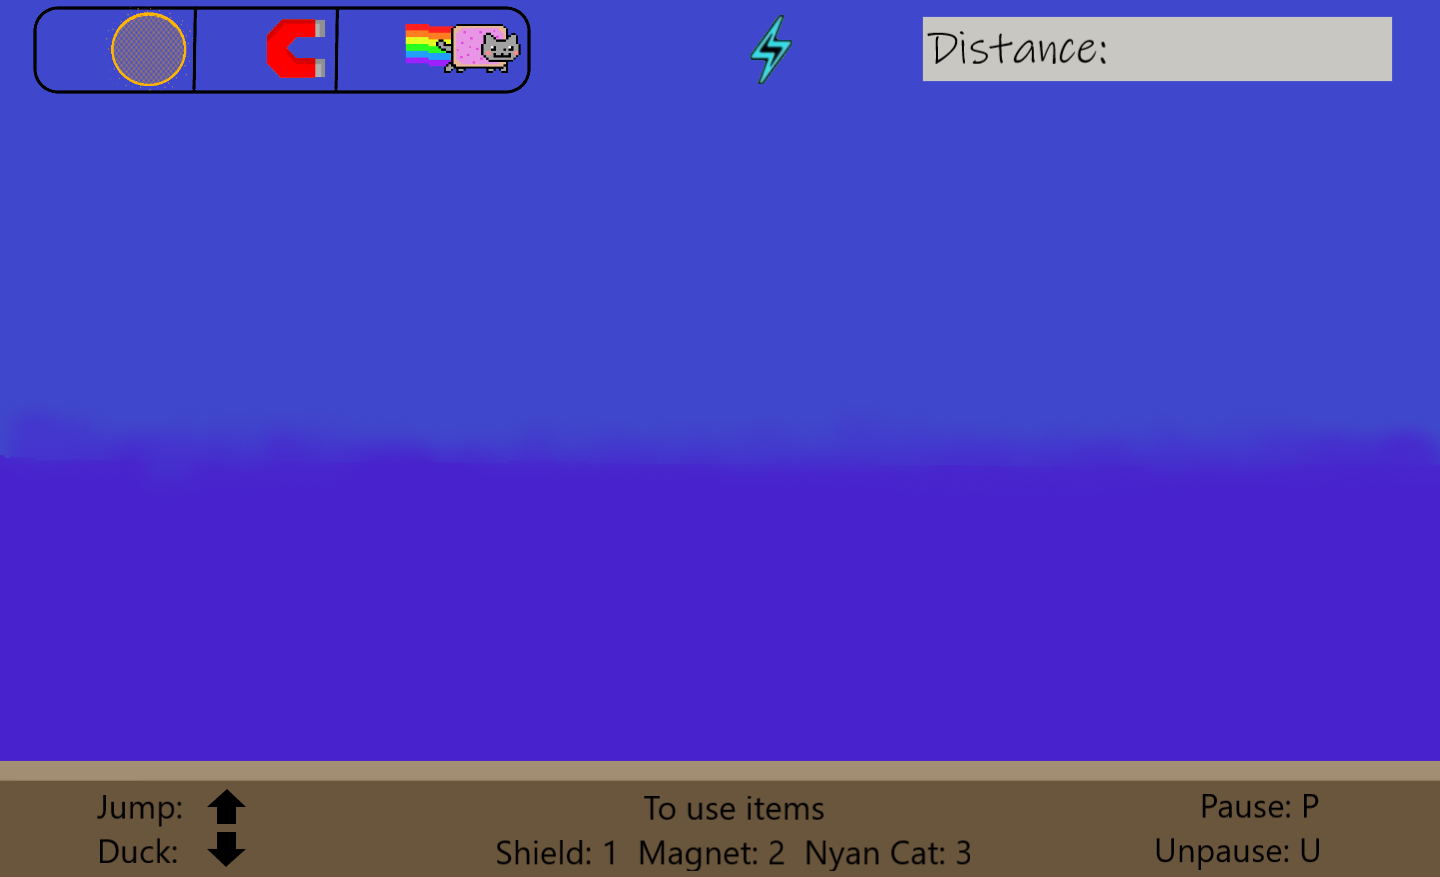 Distance:
Jump:
Duck:
To use items
Shield: 1 Magnet: 2 Nyan Cat: 3
Pause: P
Unpause: U